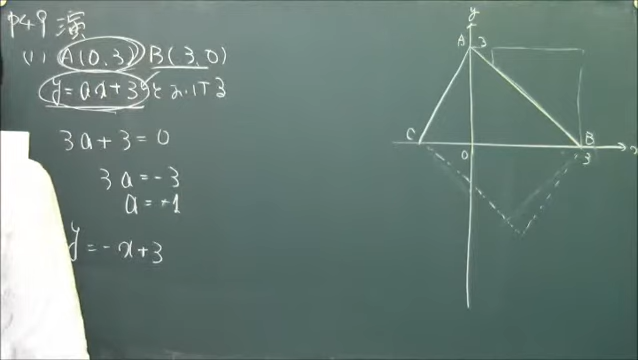 P49 演
(1) A(0,3) B(3,0)
y=ax+3とおける
3a+3=0
3a=-3
a=-1
y=-x+3
y
A 3
C
B
0
3
x